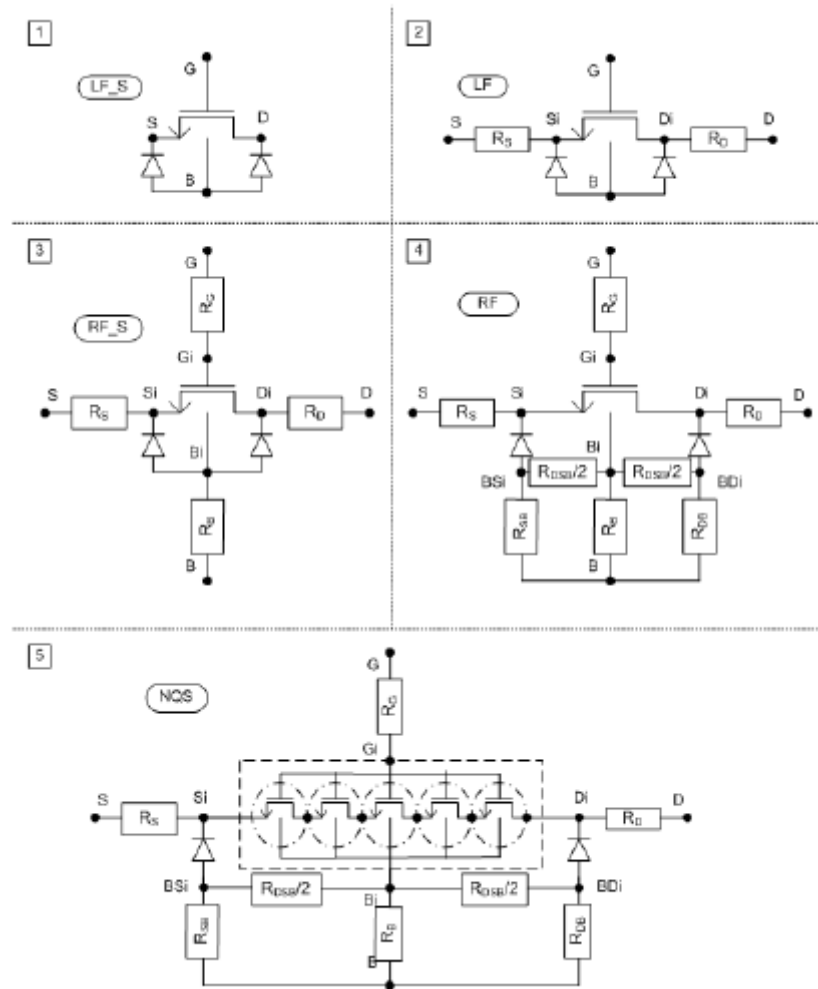 1
LF_S
G
S
D
B
2
LF
G
S
Si
Di
D
RS
RD
B
3
RF_S
G
RG
Gi
S
Si
Di
D
RS
RD
Bi
RB
B
4
RF
G
RG
Gi
S
Si
Di
D
RS
RD
Bi
BSi
RDSB/2
RDSB/2
BDi
RSB
RB
RDB
B
5
NQS
G
RG
Gi
S
Si
Di
D
RS
RD
BSi
RDSB/2
Bi
RDSB/2
BDi
RSB
RB
RDB
B